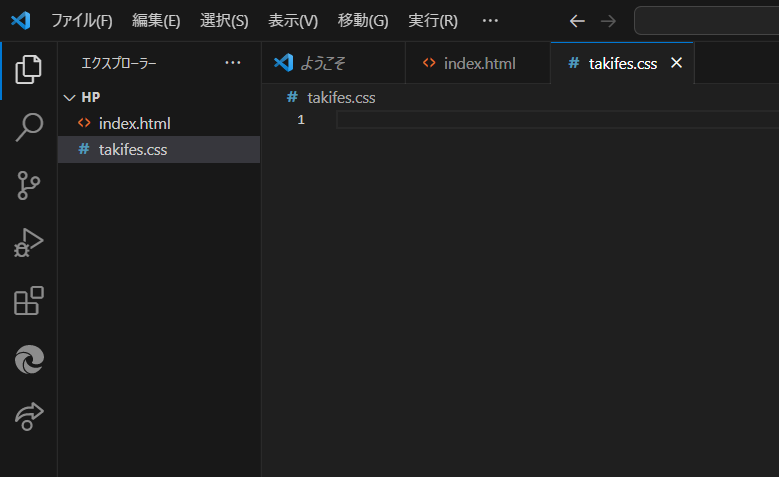 ファイル(F) 編集(E) 選択(S) 表示(V) 移動(G) 実行(R) ···
エクスプローラー ···
ようこそ
<> index.html
# takifes.css ×
HP
<> index.html
# takifes.css
# takifes.css
1